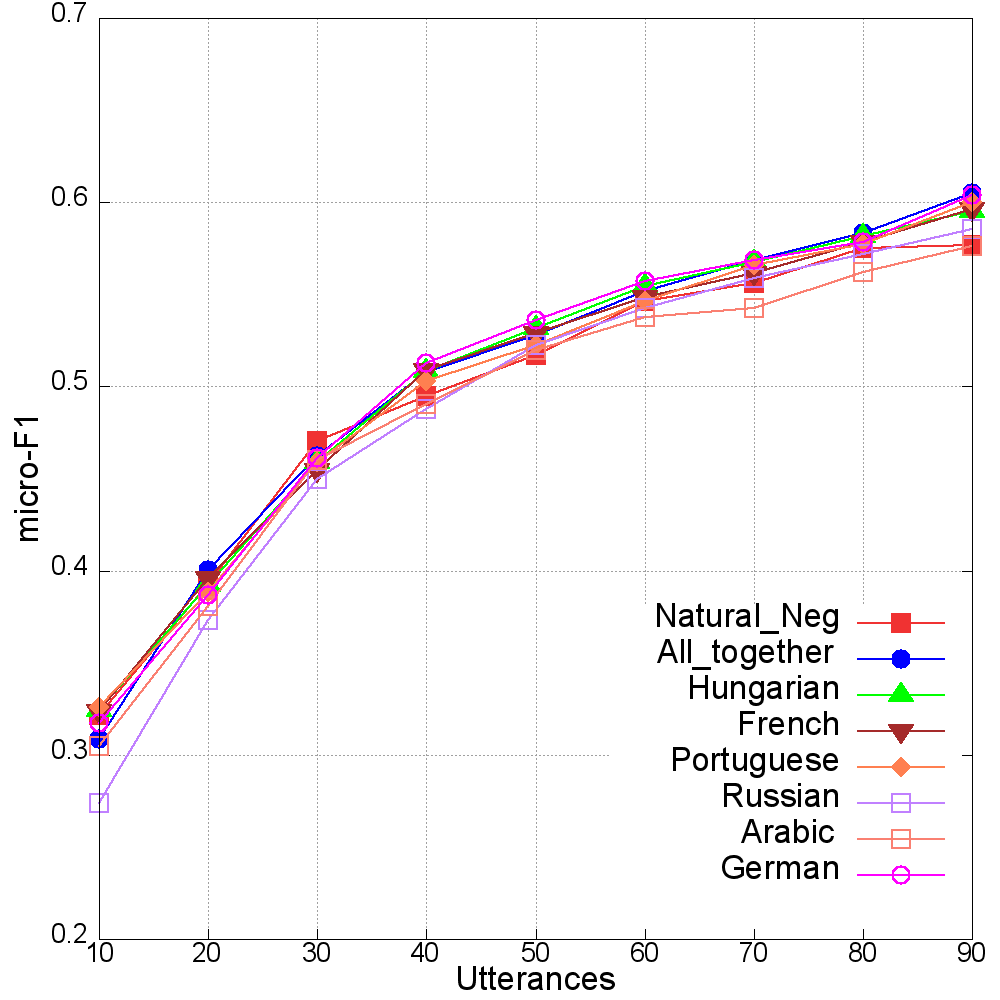 0.7
0.6
0.5
0.4
0.3
0.2
micro-F1
10 20 30 40 50 60 70 80 90
Utterances
Natural_Neg
All_together
Hungarian
French
Portuguese
Russian
Arabic
German